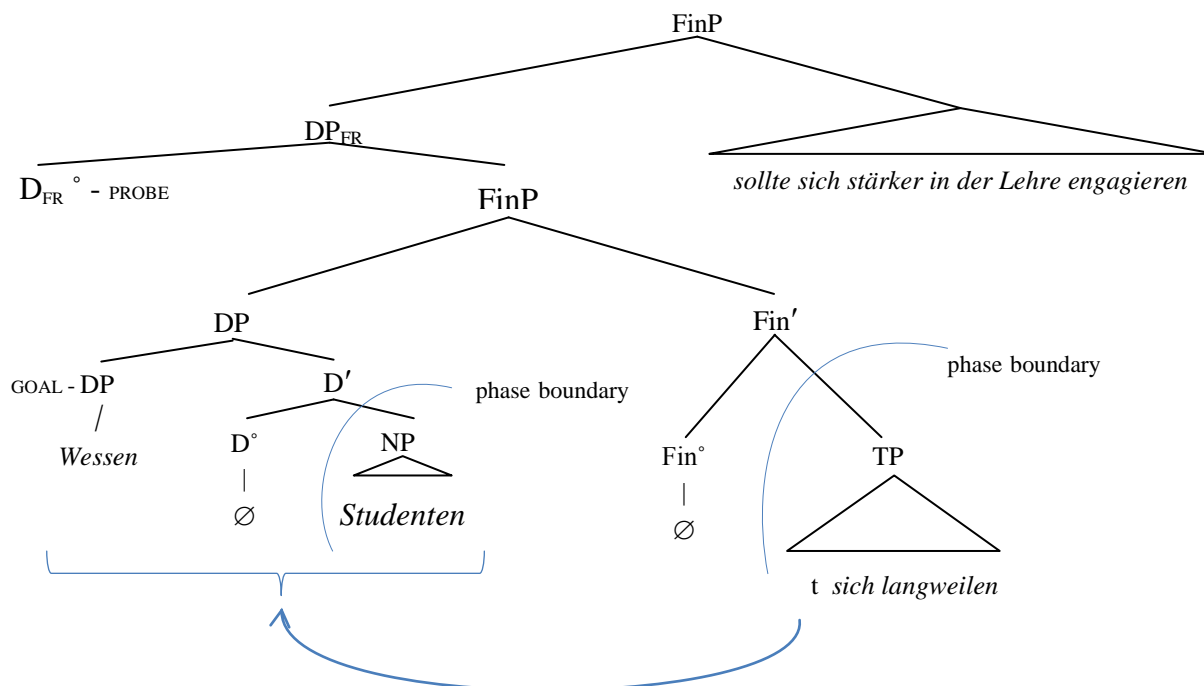 FinP
DP_FR
D_FR ° - PROBE
sollte sich stärker in der Lehre engagieren
FinP
DP
Fin′
GOAL - DP
D′
phase boundary
phase boundary
Wessen
D°
NP
Fin°
TP
∅
Studenten
∅
t sich langweilen